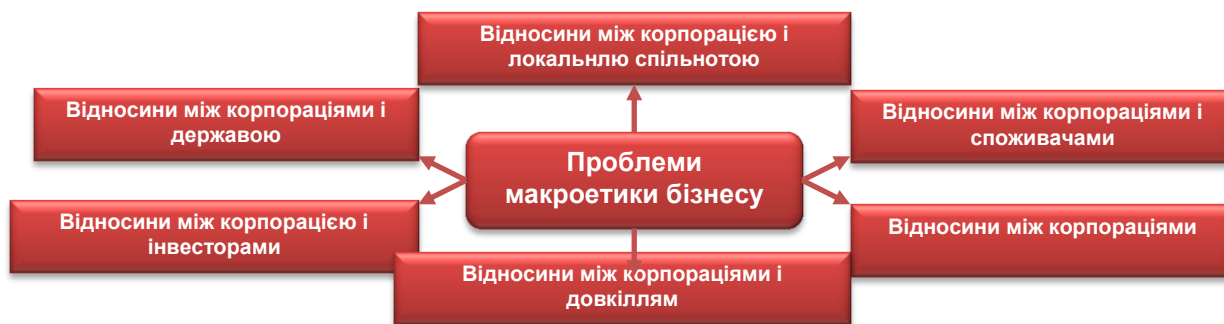 Відносини між корпорацією і
локальнлю спільнотою
Відносини між корпораціями і
державою
Відносини між корпораціями і
споживачами
Проблеми
макроетики бізнесу
Відносини між корпорацією і
інвесторами
Відносини між корпораціями
Відносини між корпораціями і
довкіллям